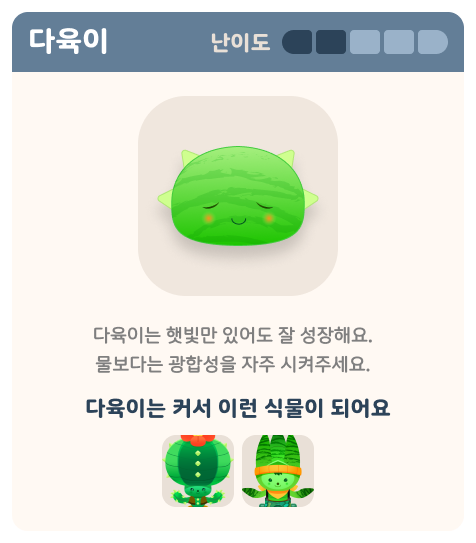 다육이
난이도
다육이는 햇빛만 있어도 잘 성장해요.
물보다는 광합성을 자주 시켜주세요.
다육이는 커서 이런 식물이 되어요